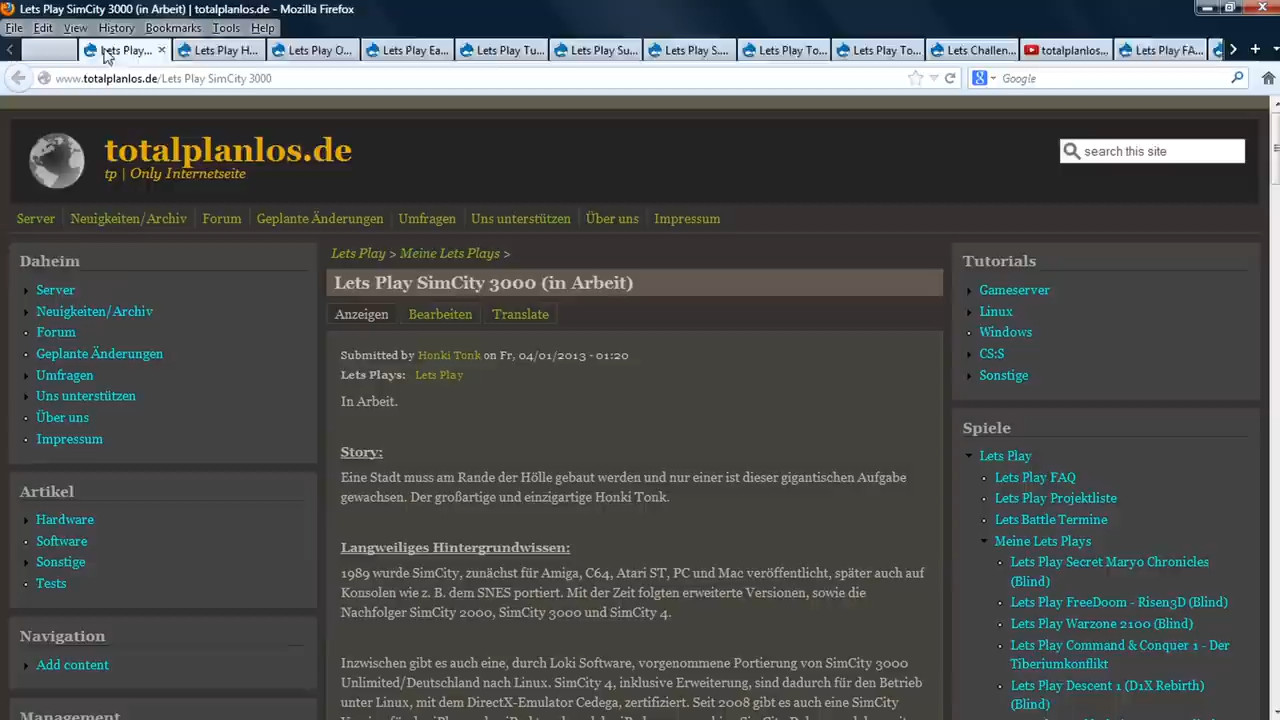 Lets Play SimCity 3000 (in Arbeit) | totalplanlos.de - Mozilla Firefox
File Edit View History Bookmarks Tools Help
Lets Play... Lets Play H... Lets Play O... Lets Play Ea... Lets Play Tu... Lets Play Su... Lets Play S... Lets Play To... Lets Play To... Lets Challen... totalplanlos... Lets Play FA...
www.totalplanlos.de/Lets Play SimCity 3000
Google
totalplanlos.de
tp | Only Internetseite
search this site
Server Neuigkeiten/Archiv Forum Geplante Änderungen Umfragen Uns unterstützen Über uns Impressum
Daheim
Server
Neuigkeiten/Archiv
Forum
Geplante Änderungen
Umfragen
Uns unterstützen
Über uns
Impressum
Artikel
Hardware
Software
Sonstige
Tests
Navigation
Add content
Management
Lets Play > Meine Lets Plays >
Lets Play SimCity 3000 (in Arbeit)
Anzeigen Bearbeiten Translate
Submitted by Honki Tonk on Fr, 04/01/2013 - 01:20
Lets Plays: Lets Play
In Arbeit.
Story:
Eine Stadt muss am Rande der Hölle gebaut werden und nur einer ist dieser gigantischen Aufgabe
gewachsen. Der großartige und einzigartige Honki Tonk.
Langweiliges Hintergrundwissen:
1989 wurde SimCity, zunächst für Amiga, C64, Atari ST, PC und Mac veröffentlicht, später auch auf
Konsolen wie z. B. dem SNES portiert. Mit der Zeit folgten erweiterte Versionen, sowie die
Nachfolger SimCity 2000, SimCity 3000 und SimCity 4.
Inzwischen gibt es auch eine, durch Loki Software, vorgenommene Portierung von SimCity 3000
Unlimited/Deutschland nach Linux. SimCity 4, inklusive Erweiterung, sind dadurch für den Betrieb
unter Linux, mit dem DirectX-Emulator Cedega, zertifiziert. Seit 2008 gibt es auch eine SimCity
Tutorials
Gameserver
Linux
Windows
CS:S
Sonstige
Spiele
Lets Play
Lets Play FAQ
Lets Play Projektliste
Lets Battle Termine
Meine Lets Plays
Lets Play Secret Maryo Chronicles
(Blind)
Lets Play FreeDoom - Risen3D (Blind)
Lets Play Warzone 2100 (Blind)
Lets Play Command & Conquer 1 - Der
Tiberiumkonflikt
Lets Play Descent 1 (D1X Rebirth)
(Blind)